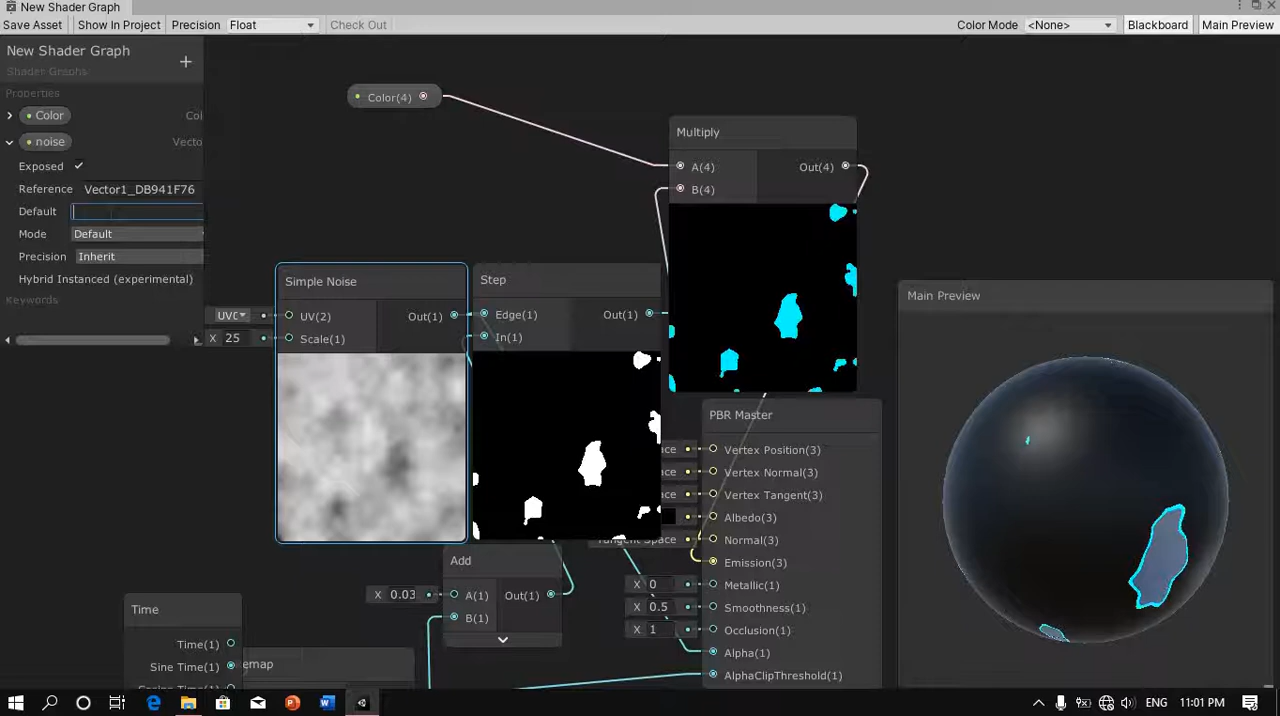 New Shader Graph
Save Asset Show In Project Precision Float Check Out Color Mode <None> Blackboard Main Preview
New Shader Graph
Shader Graphs
Properties
Color Col
noise Vecto
Exposed
Reference Vector1_DB941F76
Default
Mode Default
Precision Inherit
Hybrid Instanced (experimental)
Keywords
Color(4)
Multiply
A(4) Out(4)
B(4)
Simple Noise
UV0 UV(2) Out(1)
X 25 Scale(1)
Step
Edge(1) Out(1)
In(1)
Main Preview
PBR Master
ace Vertex Position(3)
ace Vertex Normal(3)
ace Vertex Tangent(3)
Albedo(3)
Tangent Space Normal(3)
Emission(3)
X 0 Metallic(1)
X 0.5 Smoothness(1)
X 1 Occlusion(1)
Alpha(1)
AlphaClipThreshold(1)
Add
X 0.03 A(1) Out(1)
B(1)
Time
Time(1)
Sine Time(1)
emap
ENG 11:01 PM